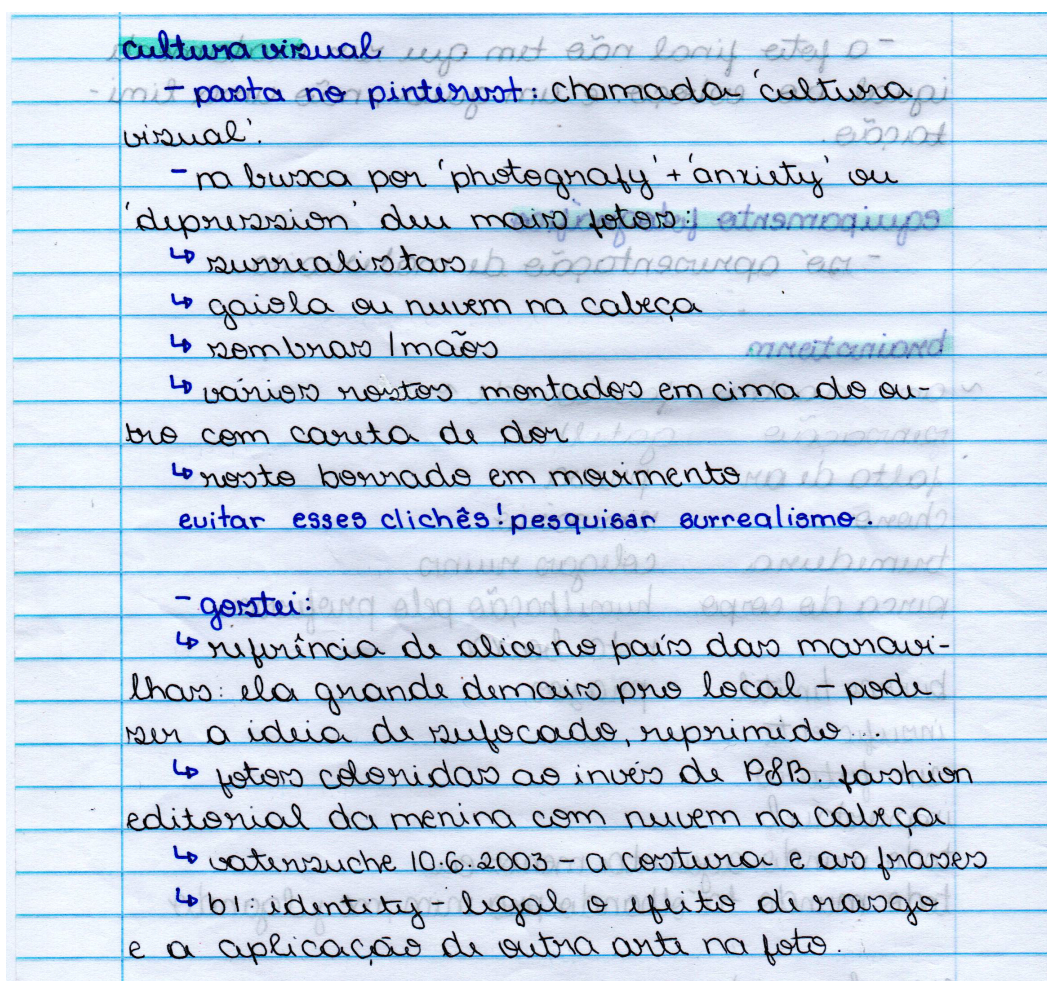 cultura visual
- pasta no pinterest: chamada 'cultura
visual'.
- na busca por 'photografy' + 'anxiety' ou
'depression' deu mais fotos:
↳ surrealistas
↳ gaiola ou nuvem na cabeça
↳ sombras / mãos
↳ vários rostos montados em cima do ou-
tro com careta de dor
↳ rosto borrado em movimento
evitar esses clichês! pesquisar surrealismo.
- gostei:
↳ referência de alice no país das maravi-
lhas: ela grande demais pro local - pode
ser a ideia de sufocado, reprimido...
↳ fotos coloridas ao invés de P&B. fashion
editorial da menina com nuvem na cabeça
↳ vatersuche 10.6.2003 - a costura e as frases
↳ b1: identity - legal o efeito de rasgo
e a aplicação de outra arte na foto.